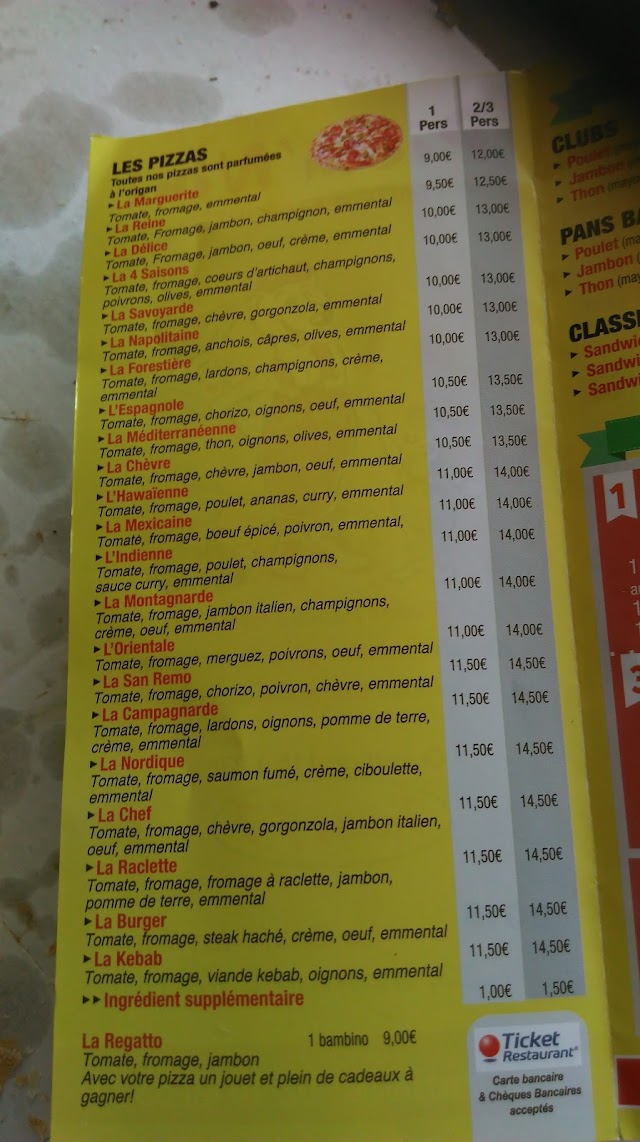 1 Pers 2/3 Pers
LES PIZZAS
Toutes nos pizzas sont parfumées
à l'origan
► La Marguerite 9,00€ 12,00€
Tomate, fromage, emmental
► La Reine 9,50€ 12,50€
Tomate, Fromage, jambon, champignon, emmental
► La Délice 10,00€ 13,00€
Tomate, Fromage, jambon, oeuf, crème, emmental
► La 4 Saisons 10,00€ 13,00€
Tomate, fromage, coeurs d'artichaut, champignons,
poivrons, olives, emmental
► La Savoyarde 10,00€ 13,00€
Tomate, fromage, chèvre, gorgonzola, emmental
► La Napolitaine 10,00€ 13,00€
Tomate, fromage, anchois, câpres, olives, emmental
► La Forestière 10,00€ 13,00€
Tomate, fromage, lardons, champignons, crème,
emmental
► L'Espagnole 10,50€ 13,50€
Tomate, fromage, chorizo, oignons, oeuf, emmental
► La Méditerranéenne 10,50€ 13,50€
Tomate, fromage, thon, oignons, olives, emmental
► La Chèvre 10,50€ 13,50€
Tomate, fromage, chèvre, jambon, oeuf, emmental
► L'Hawaïenne 11,00€ 14,00€
Tomate, fromage, poulet, ananas, curry, emmental
► La Mexicaine 11,00€ 14,00€
Tomate, fromage, boeuf épicé, poivron, emmental,
► L'Indienne 11,00€ 14,00€
Tomate, fromage, poulet, champignons,
sauce curry, emmental
► La Montagnarde 11,00€ 14,00€
Tomate, fromage, jambon italien, champignons,
crème, oeuf, emmental
► L'Orientale 11,00€ 14,00€
Tomate, fromage, merguez, poivrons, oeuf, emmental
► La San Remo 11,50€ 14,50€
Tomate, fromage, chorizo, poivron, chèvre, emmental
► La Campagnarde 11,50€ 14,50€
Tomate, fromage, lardons, oignons, pomme de terre,
crème, emmental
► La Nordique 11,50€ 14,50€
Tomate, fromage, saumon fumé, crème, ciboulette,
emmental
► La Chef 11,50€ 14,50€
Tomate, fromage, chèvre, gorgonzola, jambon italien,
oeuf, emmental
► La Raclette 11,50€ 14,50€
Tomate, fromage, fromage à raclette, jambon,
pomme de terre, emmental
► La Burger 11,50€ 14,50€
Tomate, fromage, steak haché, crème, oeuf, emmental
► La Kebab 11,50€ 14,50€
Tomate, fromage, viande kebab, oignons, emmental
►► Ingrédient supplémentaire 1,00€ 1,50€
La Regatto 1 bambino 9,00€
Tomate, fromage, jambon
Avec votre pizza un jouet et plein de cadeaux à
gagner!
Ticket
Restaurant®
Carte bancaire
& Chèques Bancaires
acceptés
CLUBS
► Poulet
► Jambon
► Thon (mayo
PANS BA
► Poulet (ma
► Jambon (
► Thon (may
CLASSI
► Sandwi
► Sandwi
► Sandwi
1
1
3